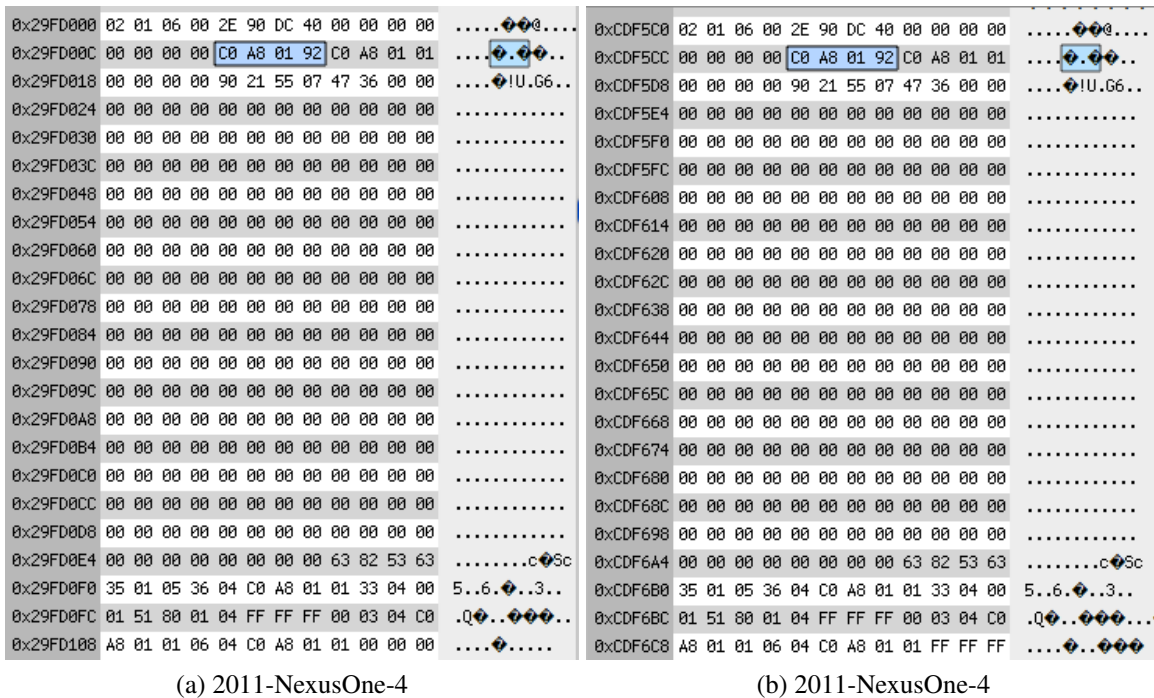 0x29FD000 02 01 06 00 2E 90 DC 40 00 00 00 00 .....��@....
0x29FD00C 00 00 00 00 C0 A8 01 92 C0 A8 01 01 ....�.��..
0x29FD018 00 00 00 00 90 21 55 07 47 36 00 00 ....�!U.G6..
0x29FD024 00 00 00 00 00 00 00 00 00 00 00 00 ............
0x29FD030 00 00 00 00 00 00 00 00 00 00 00 00 ............
0x29FD03C 00 00 00 00 00 00 00 00 00 00 00 00 ............
0x29FD048 00 00 00 00 00 00 00 00 00 00 00 00 ............
0x29FD054 00 00 00 00 00 00 00 00 00 00 00 00 ............
0x29FD060 00 00 00 00 00 00 00 00 00 00 00 00 ............
0x29FD06C 00 00 00 00 00 00 00 00 00 00 00 00 ............
0x29FD078 00 00 00 00 00 00 00 00 00 00 00 00 ............
0x29FD084 00 00 00 00 00 00 00 00 00 00 00 00 ............
0x29FD090 00 00 00 00 00 00 00 00 00 00 00 00 ............
0x29FD09C 00 00 00 00 00 00 00 00 00 00 00 00 ............
0x29FD0A8 00 00 00 00 00 00 00 00 00 00 00 00 ............
0x29FD0B4 00 00 00 00 00 00 00 00 00 00 00 00 ............
0x29FD0C0 00 00 00 00 00 00 00 00 00 00 00 00 ............
0x29FD0CC 00 00 00 00 00 00 00 00 00 00 00 00 ............
0x29FD0D8 00 00 00 00 00 00 00 00 00 00 00 00 ............
0x29FD0E4 00 00 00 00 00 00 00 00 63 82 53 63 ........c�Sc
0x29FD0F0 35 01 05 36 04 C0 A8 01 01 33 04 00 5..6.�..3..
0x29FD0FC 01 51 80 01 04 FF FF FF 00 03 04 C0 .Q�..���..
0x29FD108 A8 01 01 06 04 C0 A8 01 01 00 00 00 ....�.....
(a) 2011-NexusOne-4
0xCDF5C0 02 01 06 00 2E 90 DC 40 00 00 00 00 .....��@....
0xCDF5CC 00 00 00 00 C0 A8 01 92 C0 A8 01 01 ....�.��..
0xCDF5D8 00 00 00 00 90 21 55 07 47 36 00 00 ....�!U.G6..
0xCDF5E4 00 00 00 00 00 00 00 00 00 00 00 00 ............
0xCDF5F0 00 00 00 00 00 00 00 00 00 00 00 00 ............
0xCDF5FC 00 00 00 00 00 00 00 00 00 00 00 00 ............
0xCDF608 00 00 00 00 00 00 00 00 00 00 00 00 ............
0xCDF614 00 00 00 00 00 00 00 00 00 00 00 00 ............
0xCDF620 00 00 00 00 00 00 00 00 00 00 00 00 ............
0xCDF62C 00 00 00 00 00 00 00 00 00 00 00 00 ............
0xCDF638 00 00 00 00 00 00 00 00 00 00 00 00 ............
0xCDF644 00 00 00 00 00 00 00 00 00 00 00 00 ............
0xCDF650 00 00 00 00 00 00 00 00 00 00 00 00 ............
0xCDF65C 00 00 00 00 00 00 00 00 00 00 00 00 ............
0xCDF668 00 00 00 00 00 00 00 00 00 00 00 00 ............
0xCDF674 00 00 00 00 00 00 00 00 00 00 00 00 ............
0xCDF680 00 00 00 00 00 00 00 00 00 00 00 00 ............
0xCDF68C 00 00 00 00 00 00 00 00 00 00 00 00 ............
0xCDF698 00 00 00 00 00 00 00 00 00 00 00 00 ............
0xCDF6A4 00 00 00 00 00 00 00 00 63 82 53 63 ........c�Sc
0xCDF6B0 35 01 05 36 04 C0 A8 01 01 33 04 00 5..6.�..3..
0xCDF6BC 01 51 80 01 04 FF FF FF 00 03 04 C0 .Q�..���...
0xCDF6C8 A8 01 01 06 04 C0 A8 01 01 FF FF FF ....�..���
(b) 2011-NexusOne-4